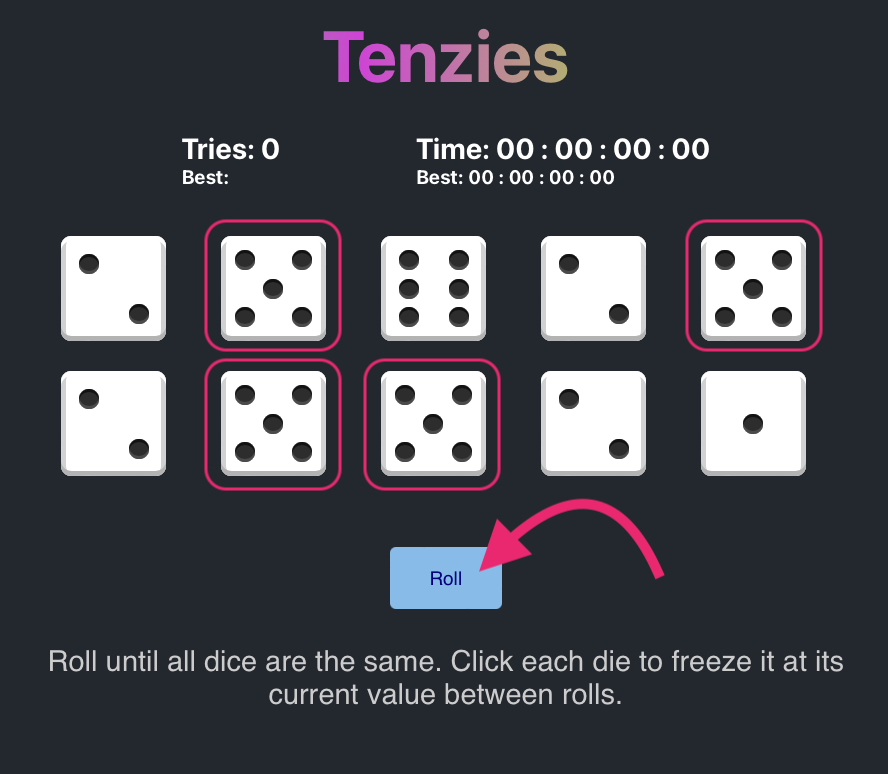 Tenzies
Tries: 0
Best:
Time: 00 : 00 : 00 : 00
Best: 00 : 00 : 00 : 00
Roll
Roll until all dice are the same. Click each die to freeze it at its
current value between rolls.